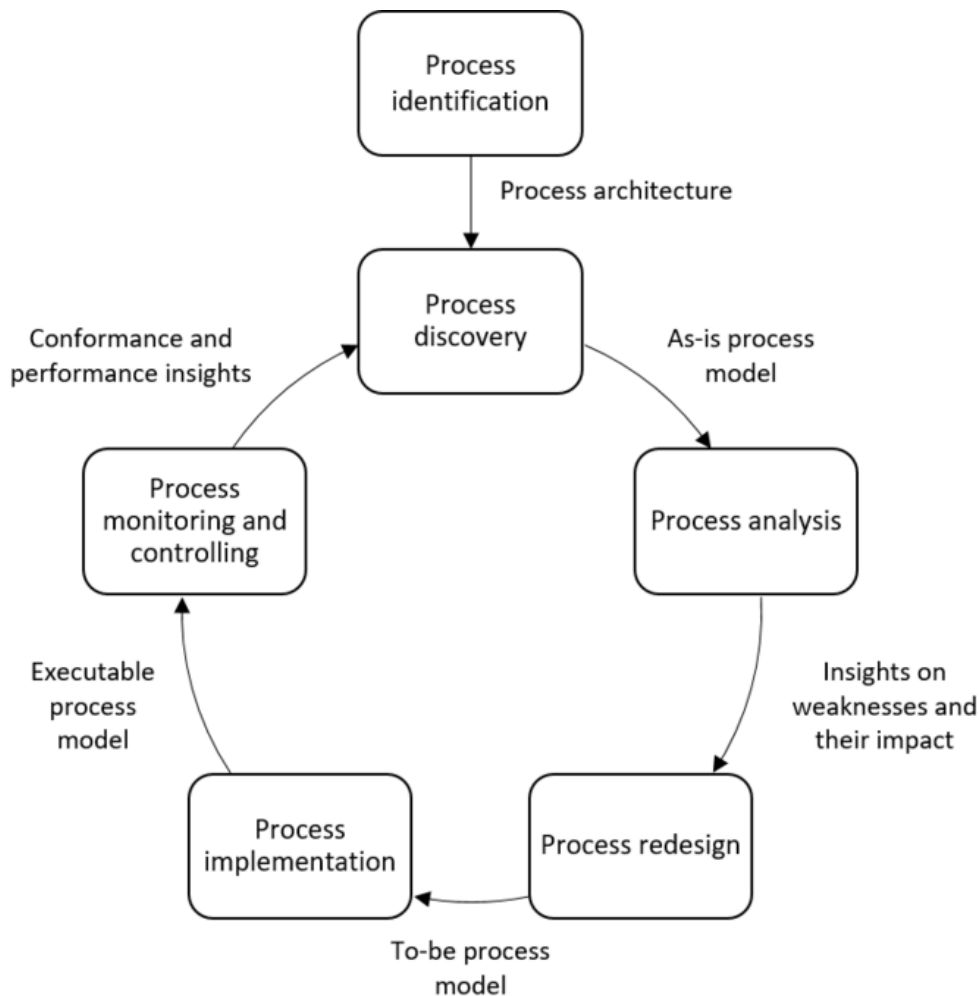 Process
identification
Process architecture
Process
discovery
Conformance and
performance insights
As-is process
model
Process
monitoring and
controlling
Process analysis
Executable
process
model
Insights on
weaknesses and
their impact
Process
implementation
Process redesign
To-be process
model